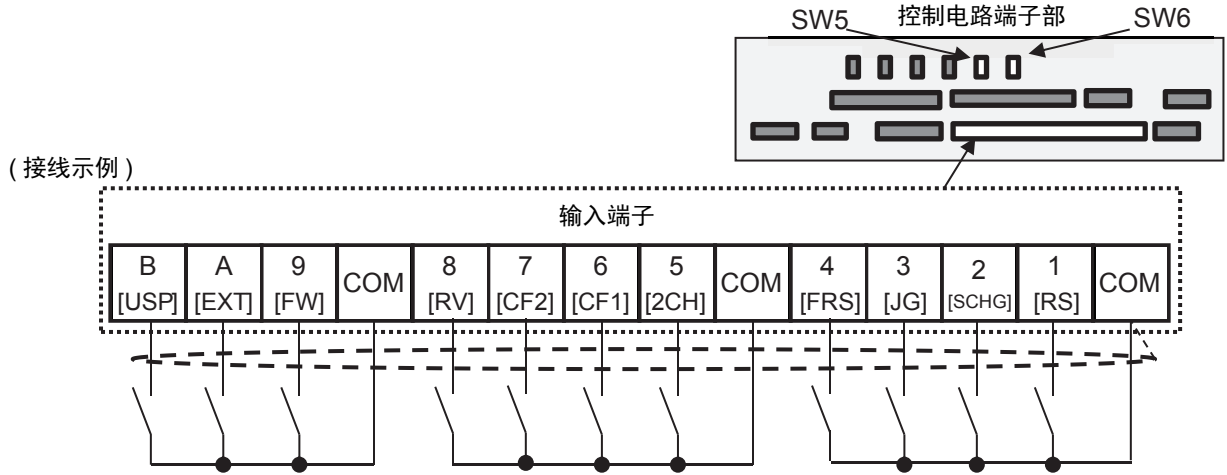 SW5 控制电路端子部 SW6
( 接线示例 )
输入端子
B A 9 COM 8 7 6 5 COM 4 3 2 1 COM
[USP] [EXT] [FW] [RV] [CF2] [CF1] [2CH] [FRS] [JG] [SCHG] [RS]